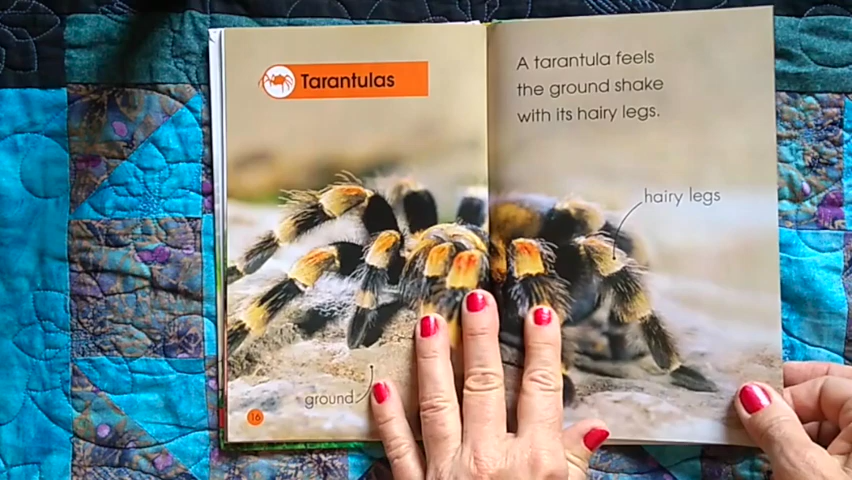 Tarantulas
A tarantula feels
the ground shake
with its hairy legs.
hairy legs
ground
16